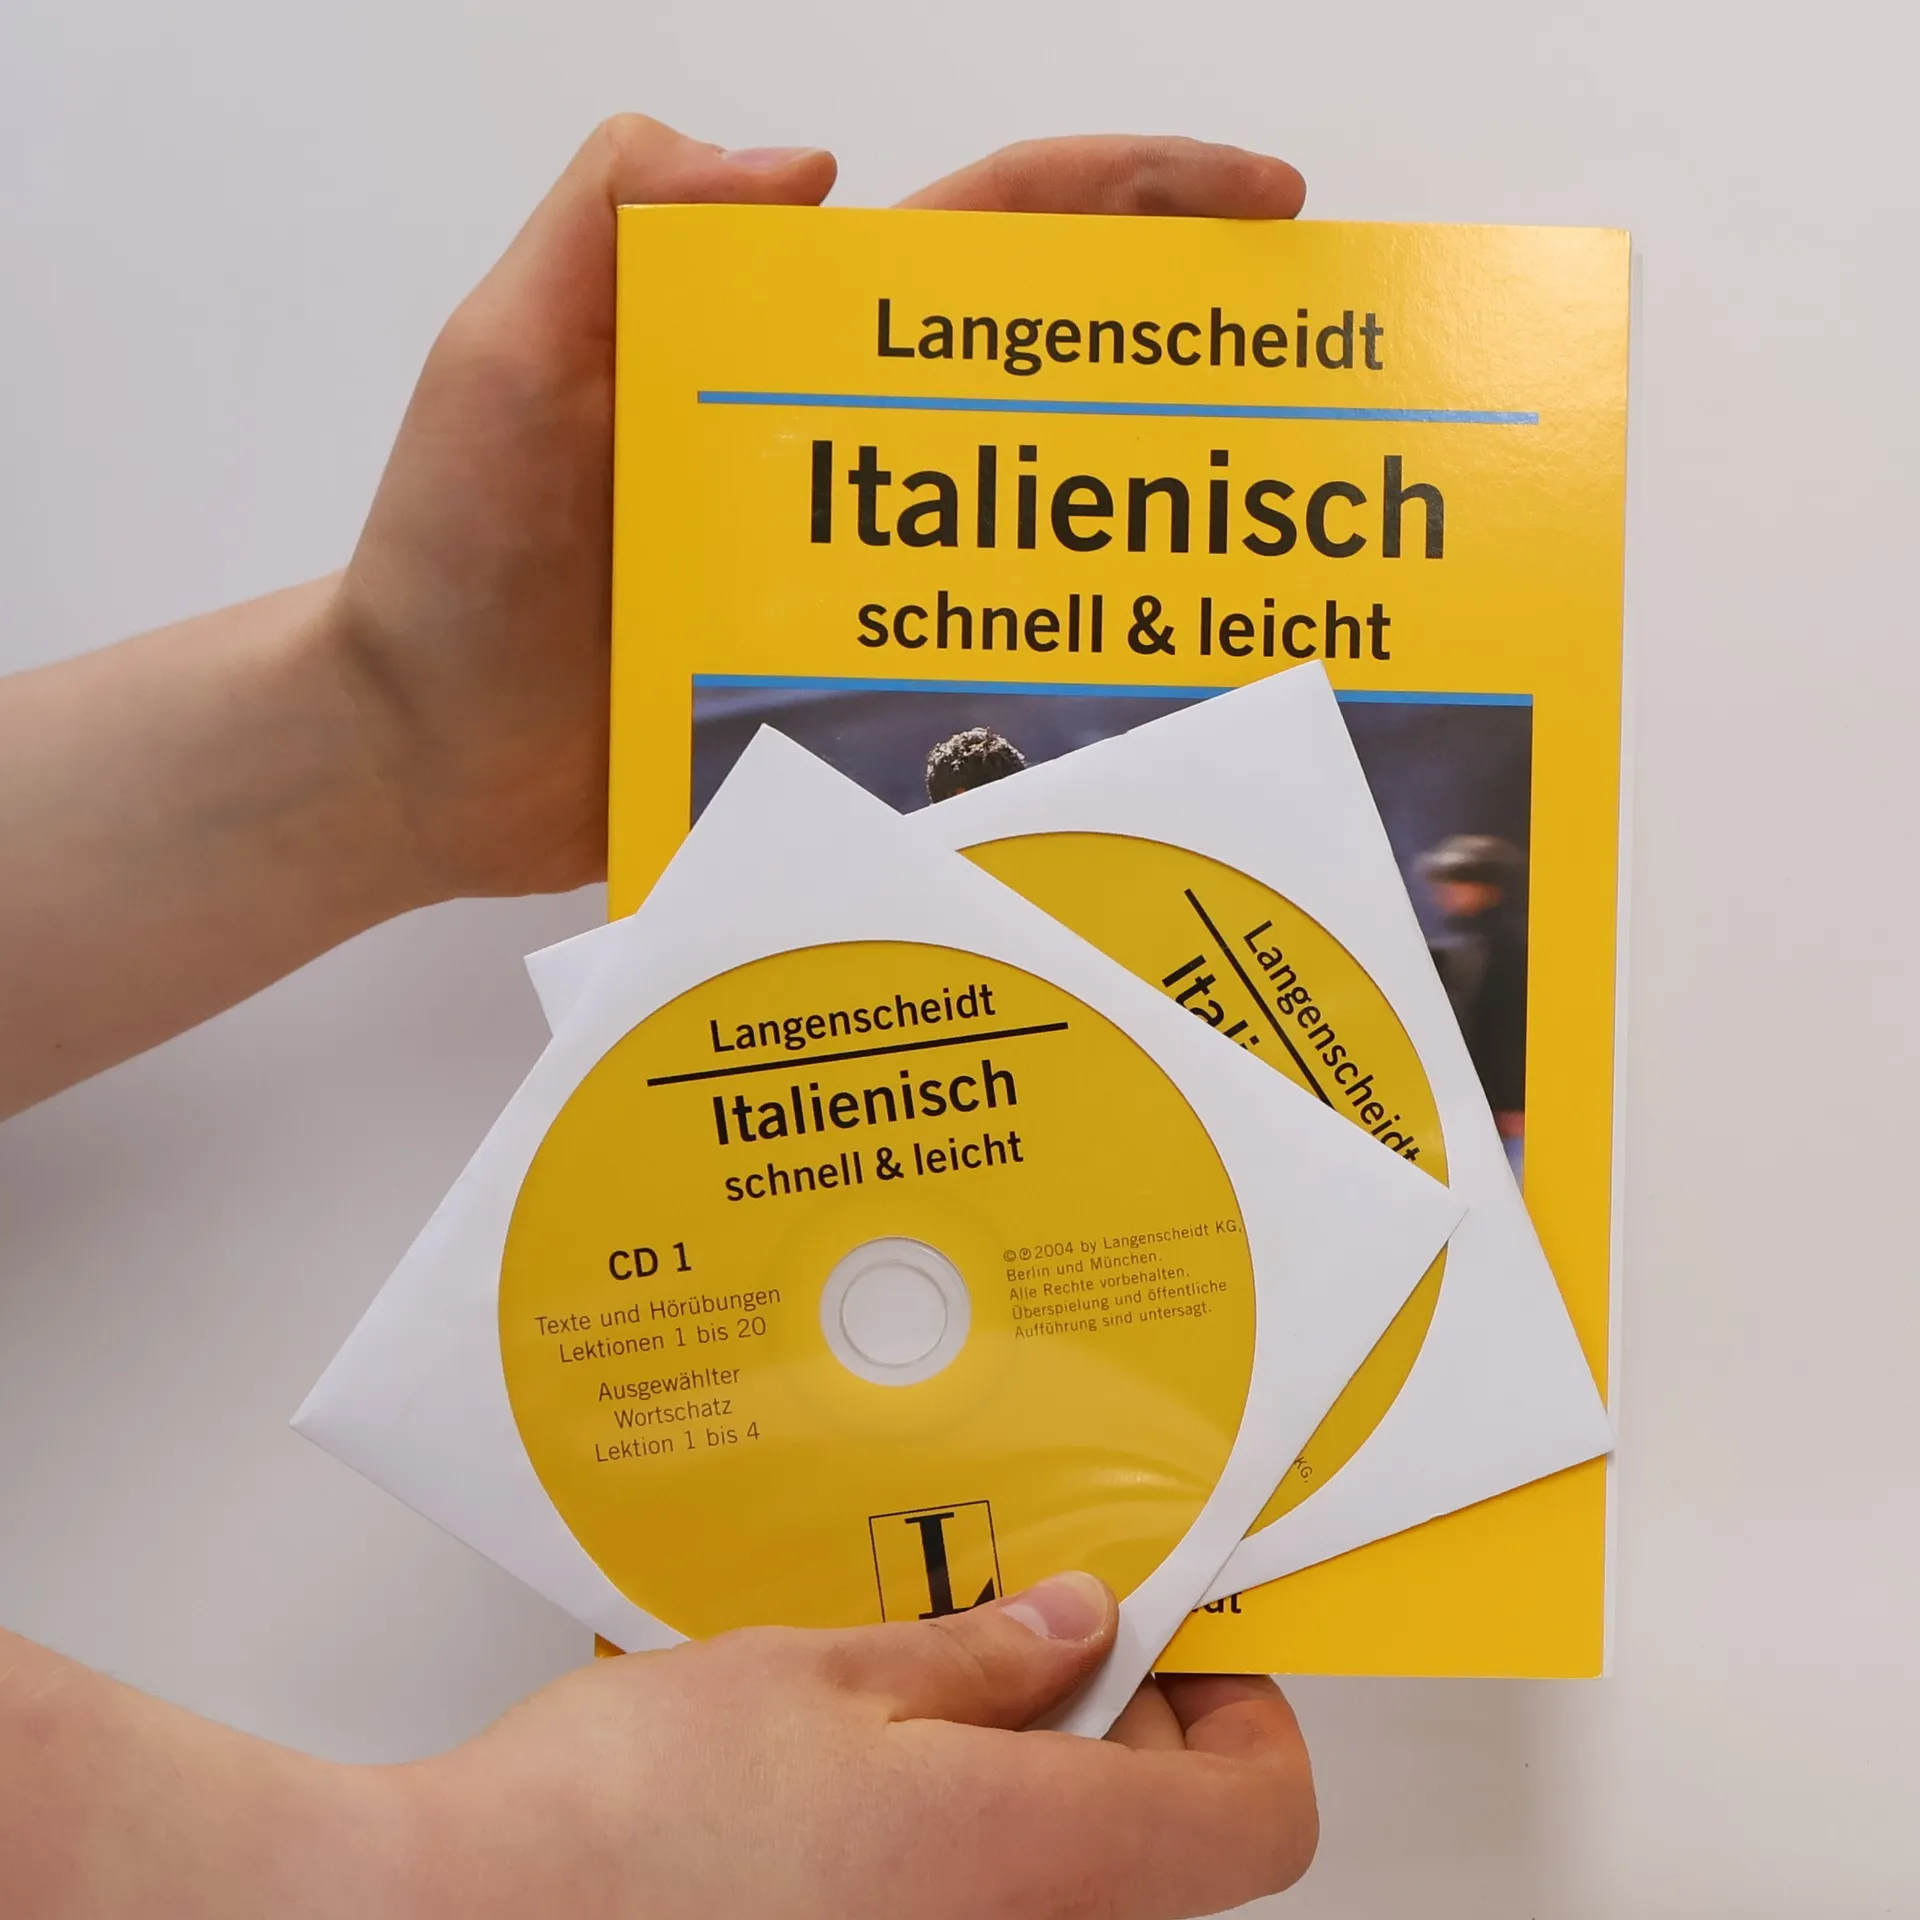 Langenscheidt
Italienisch
schnell & leicht
Langenscheidt
Itali
KG,
Langenscheidt
Italienisch
schnell & leicht
CD 1
Texte und Hörübungen
Lektionen 1 bis 20
Ausgewählter
Wortschatz
Lektion 1 bis 4
©℗2004 by Langenscheidt KG,
Berlin und München.
Alle Rechte vorbehalten.
Überspielung und öffentliche
Aufführung sind untersagt.
L